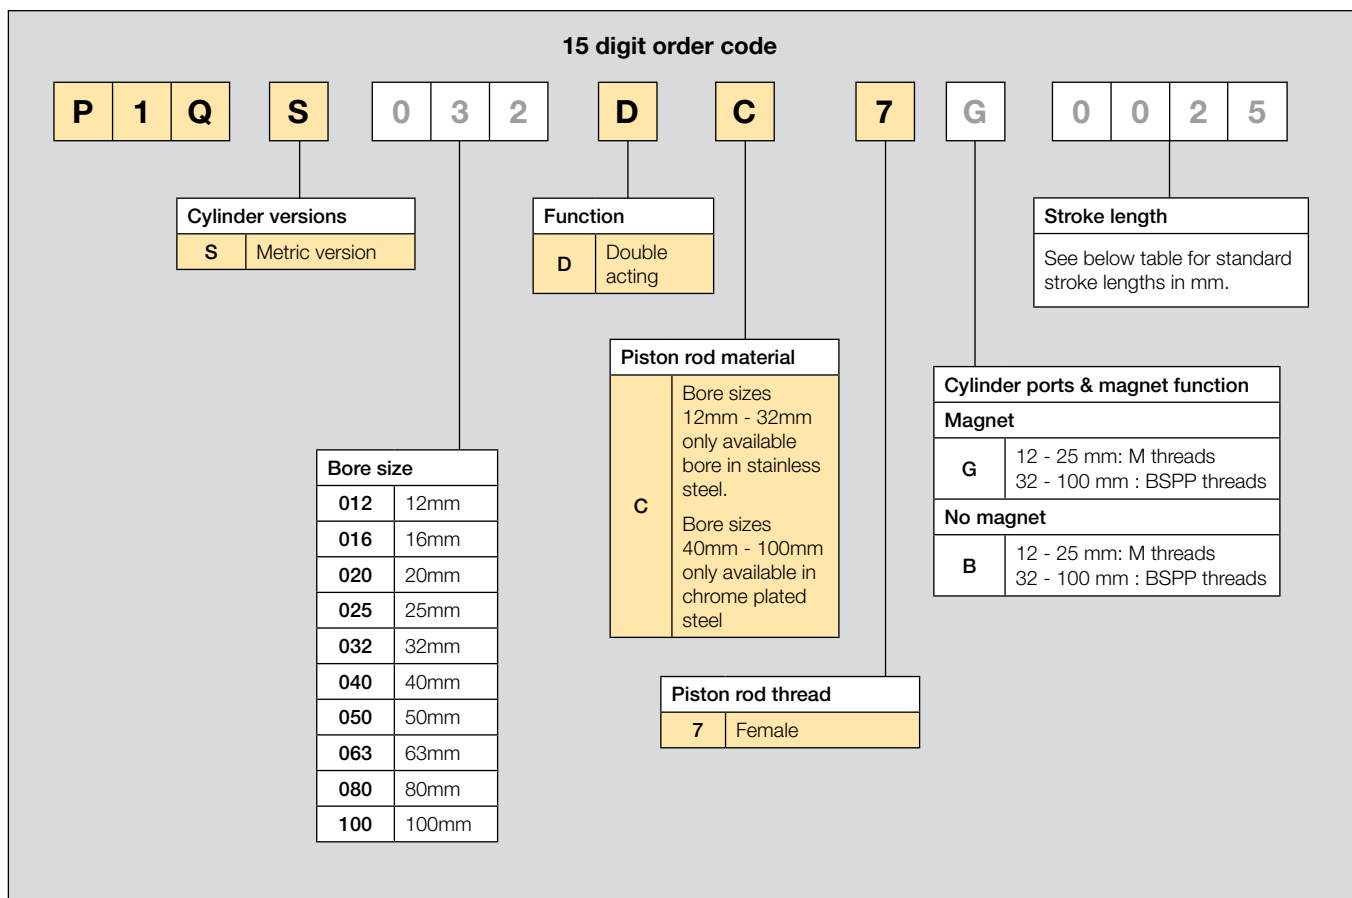 15 digit order code
P 1 Q S 0 3 2 D C 7 G 0 0 2 5
Cylinder versions
S Metric version
Function
D Double
acting
Stroke length
See below table for standard
stroke lengths in mm.
Piston rod material
C
Bore sizes
12mm - 32mm
only available
bore in stainless
steel.
Bore sizes
40mm - 100mm
only available in
chrome plated
steel
Cylinder ports & magnet function
Magnet
G
12 - 25 mm: M threads
32 - 100 mm : BSPP threads
No magnet
B
12 - 25 mm: M threads
32 - 100 mm : BSPP threads
Bore size
012 12mm
016 16mm
020 20mm
025 25mm
032 32mm
040 40mm
050 50mm
063 63mm
080 80mm
100 100mm
Piston rod thread
7 Female